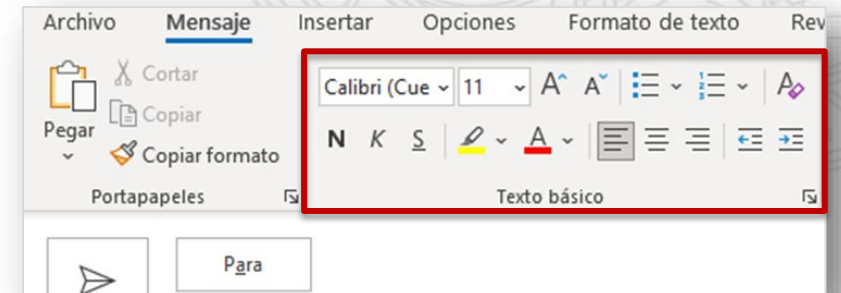 Archivo Mensaje Insertar Opciones Formato de texto Rev
Cortar
Copiar
Pegar
Copiar formato
Portapapeles
Calibri (Cue 11 A A A
N K S A
Texto básico
Para